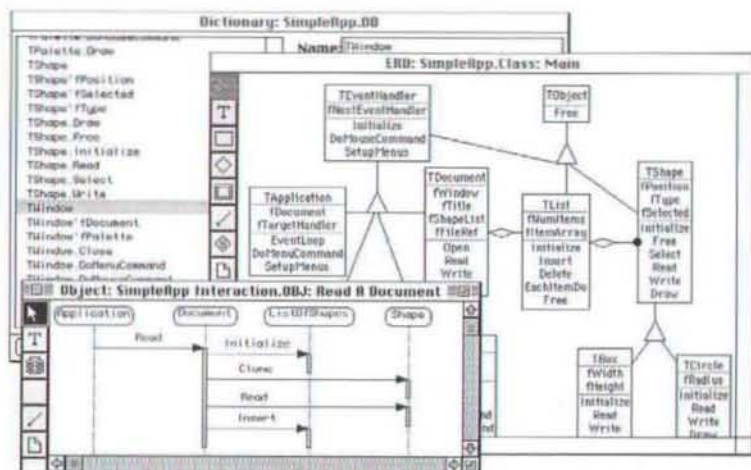 Dictionary: SimpleApp.DB
TPalette.Draw
TShape
TShape'fPosition
TShape'fSelected
TShape'fType
TShape.Draw
TShape.Free
TShape.Initialize
TShape.Read
TShape.Select
TShape.Write
TWindow
TWindow'fDocument
TWindow'fPalette
TWindow.Close
TWindow.DoMenuCommand
Name: TWindow
ERD: SimpleApp.Class: Main
T
TEventHandler
fNextEventHandler
Initialize
DoMouseCommand
SetupMenus
TObject
Free
TApplication
fDocument
fTargetHandler
EventLoop
DoMenuCommand
SetupMenus
TDocument
fWindow
fTitle
fShapeList
fFileRef
Open
Read
Write
TList
fNumItems
fItemArray
Initialize
Insert
Delete
EachItemDo
Free
TShape
fPosition
fType
fSelected
Initialize
Free
Select
Read
Write
Draw
TBox
fWidth
fHeight
Initialize
Read
Write
TCircle
fRadius
Initialize
Read
Write
Draw
Object: SimpleApp Interaction.OBJ: Read A Document
T
Application
Document
ListOfShapes
Shape
Read
Initialize
Clone
Read
Insert